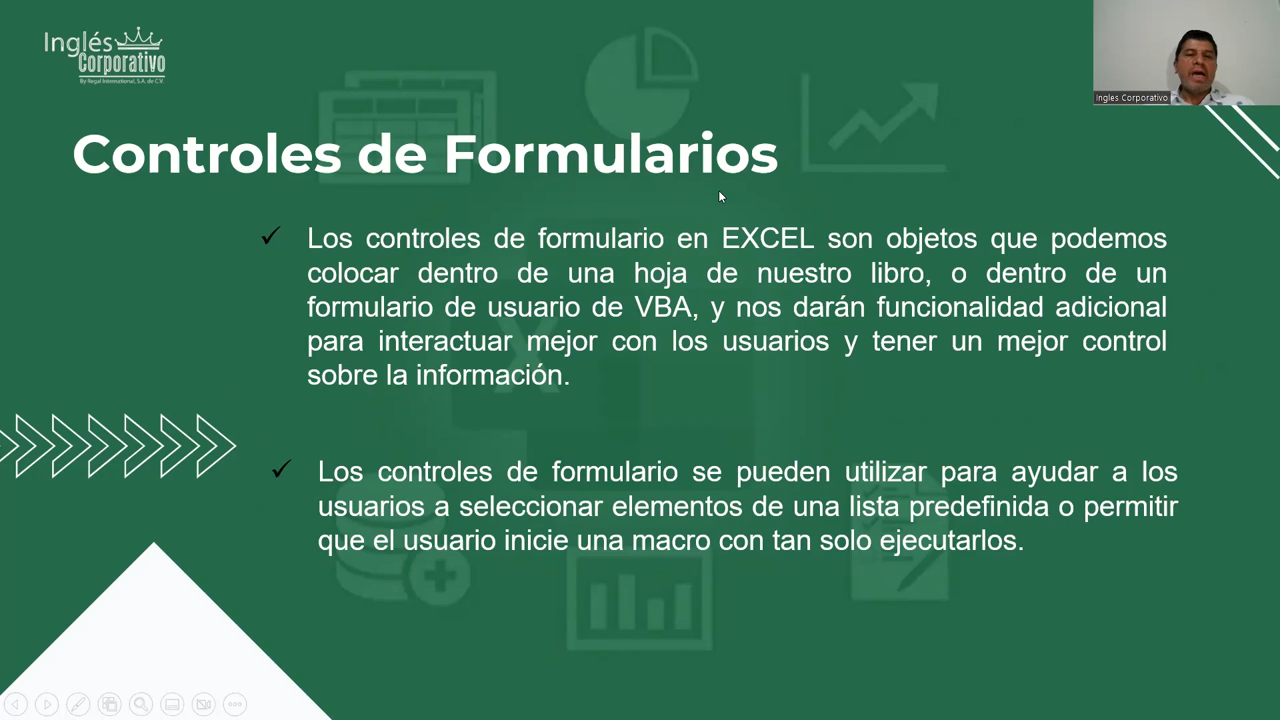 Inglés
Corporativo
By Regal International, S.A. de C.V.
Ingles Corporativo
Controles de Formularios
Los controles de formulario en EXCEL son objetos que podemos
colocar dentro de una hoja de nuestro libro, o dentro de un
formulario de usuario de VBA, y nos darán funcionalidad adicional
para interactuar mejor con los usuarios y tener un mejor control
sobre la información.
Los controles de formulario se pueden utilizar para ayudar a los
usuarios a seleccionar elementos de una lista predefinida o permitir
que el usuario inicie una macro con tan solo ejecutarlos.